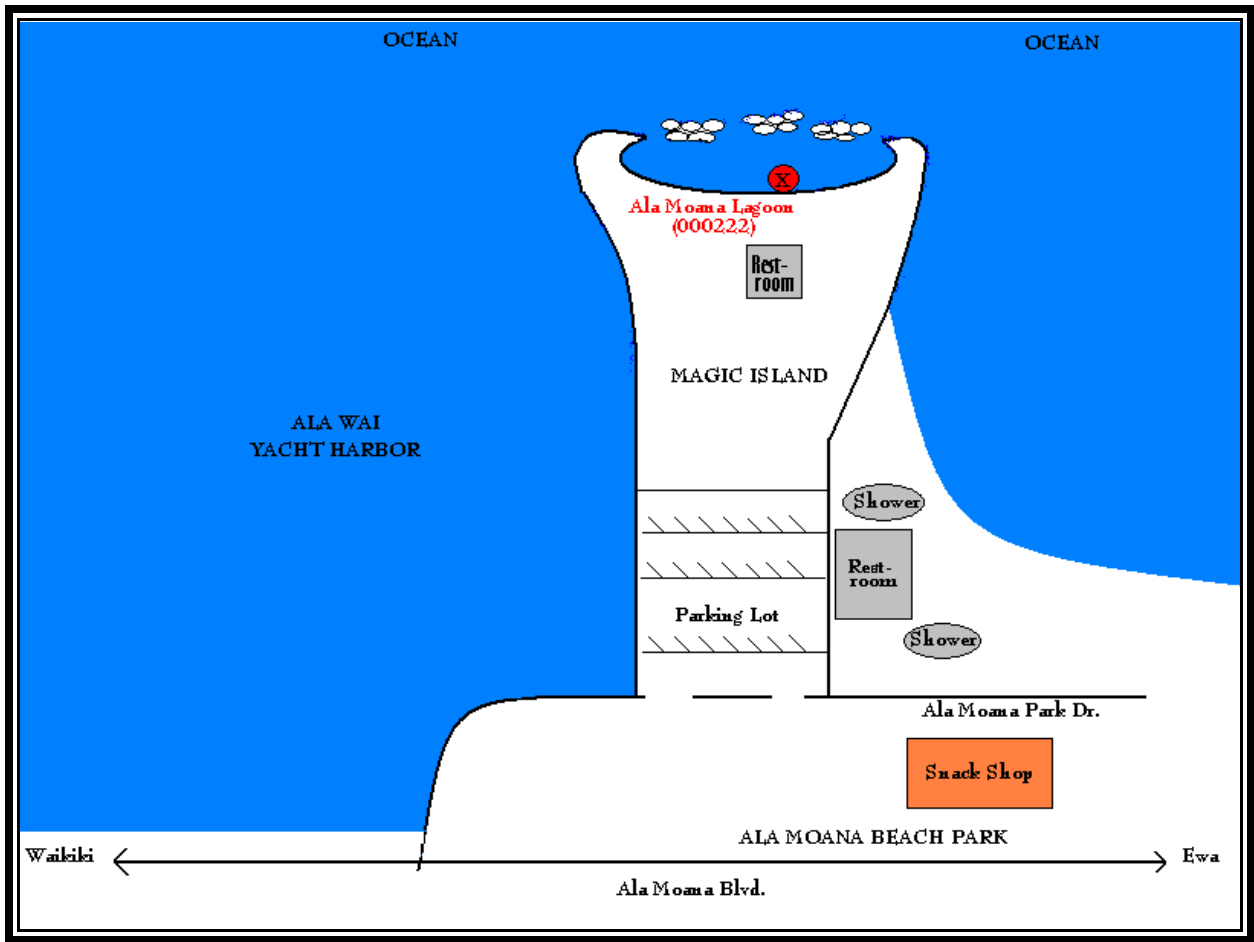 OCEAN
OCEAN
X
Ala Moana Lagoon
(000222)
Rest-
room
MAGIC ISLAND
ALA WAI
YACHT HARBOR
Shower
Rest-
room
Parking Lot
Shower
Ala Moana Park Dr.
Snack Shop
ALA MOANA BEACH PARK
Waikiki
Ewa
Ala Moana Blvd.